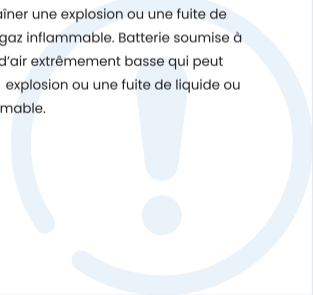 aîner une explosion ou une fuite de
gaz inflammable. Batterie soumise à
d’air extrêmement basse qui peut
explosion ou une fuite de liquide ou
mable.